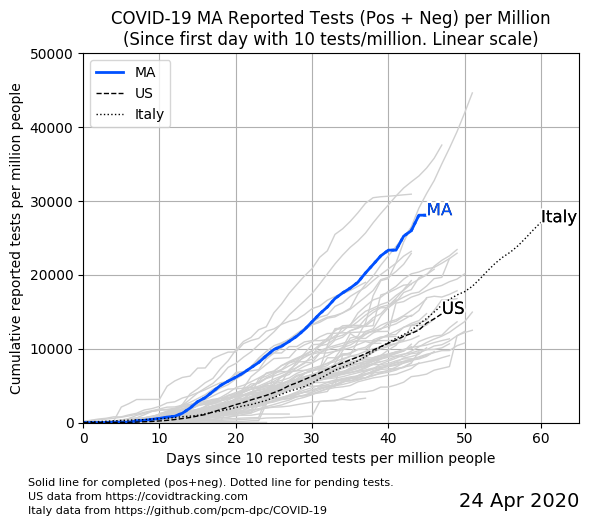 COVID-19 MA Reported Tests (Pos + Neg) per Million
(Since first day with 10 tests/million. Linear scale)
Cumulative reported tests per million people
50000
40000
30000
20000
10000
0
MA
US
Italy
MA
Italy
US
0 10 20 30 40 50 60
Days since 10 reported tests per million people
Solid line for completed (pos+neg). Dotted line for pending tests.
US data from https://covidtracking.com
Italy data from https://github.com/pcm-dpc/COVID-19
24 Apr 2020